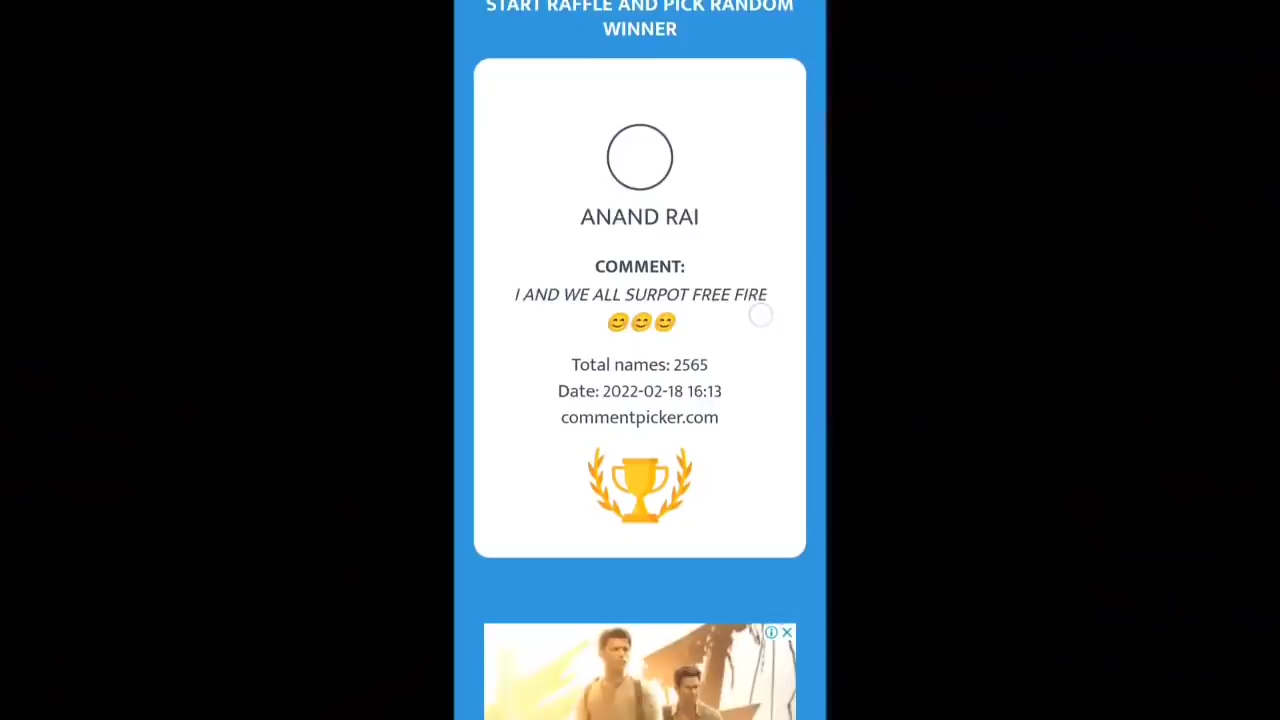 START RAFFLE AND PICK RANDOM
WINNER
ANAND RAI
COMMENT:
I AND WE ALL SURPOT FREE FIRE
😊😊😊
Total names: 2565
Date: 2022-02-18 16:13
commentpicker.com